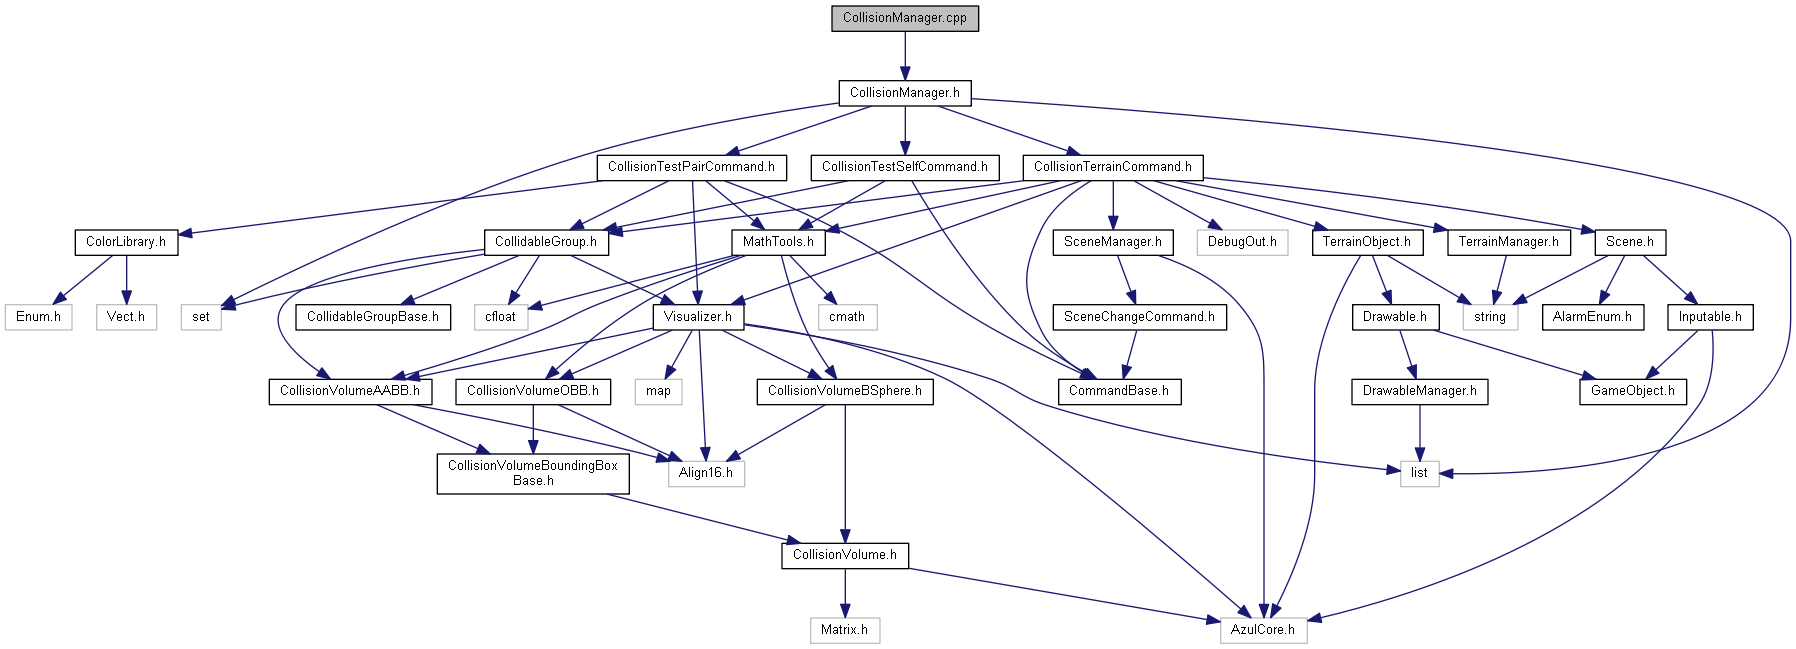 CollisionManager.cpp
CollisionManager.h
CollisionTestPairCommand.h
CollisionTestSelfCommand.h
CollisionTerrainCommand.h
ColorLibrary.h
CollidableGroup.h
MathTools.h
SceneManager.h
DebugOut.h
TerrainObject.h
TerrainManager.h
Scene.h
Enum.h
Vect.h
set
CollidableGroupBase.h
cfloat
Visualizer.h
cmath
SceneChangeCommand.h
Drawable.h
string
AlarmEnum.h
Inputable.h
CollisionVolumeAABB.h
CollisionVolumeOBB.h
map
CollisionVolumeBSphere.h
CommandBase.h
DrawableManager.h
GameObject.h
CollisionVolumeBoundingBox
Base.h
Align16.h
list
CollisionVolume.h
Matrix.h
AzulCore.h